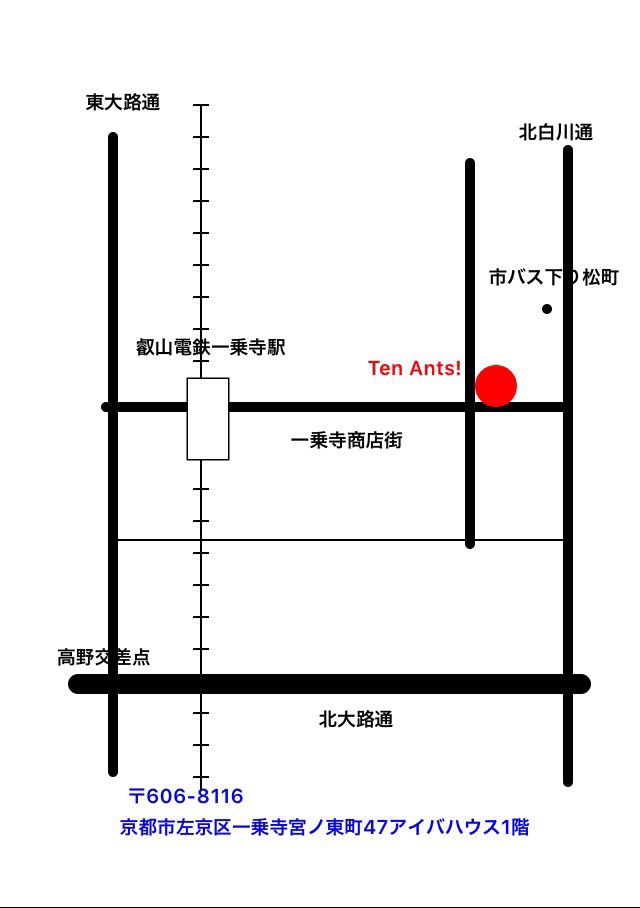 東大路通
北白川通
市バス下り松町
叡山電鉄一乗寺駅
Ten Ants!
一乗寺商店街
高野交差点
北大路通
〒606-8116
京都市左京区一乗寺宮ノ東町47アイバハウス1階